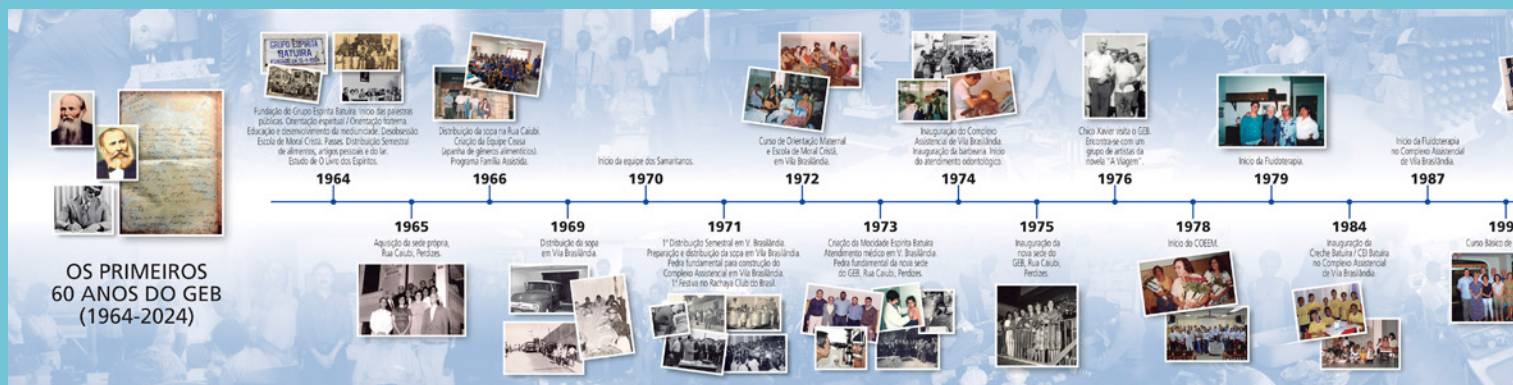 OS PRIMEIROS
60 ANOS DO GEB
(1964-2024)
GRUPO ESPÍRITA
BATUIRA
Fundação do Grupo Espírita Batuíra. Início das palestras
públicas. Orientação espiritual / Orientação fraterna.
Educação e desenvolvimento da mediunidade. Desobsessão.
Escola de Moral Cristã. Passes. Distribuição Semestral
de alimentos, artigos pessoais e do lar.
Estudo de O Livro dos Espíritos.
1964
1965
Aquisição da sede própria,
Rua Caiubi, Perdizes.
Distribuição da sopa na Rua Caiubi.
Criação da Equipe Ceasa
(apanha de gêneros alimentícios).
Programa Família Assistida.
1966
1969
Distribuição da sopa
em Vila Brasilândia.
Início da equipe dos Samaritanos.
1970
1971
1ª Distribuição Semestral em V. Brasilândia.
Preparação e distribuição da sopa em Vila Brasilândia.
Pedra fundamental para construção do
Complexo Assistencial em Vila Brasilândia.
1ª Festiva no Rachaya Club do Brasil.
Curso de Orientação Maternal
e Escola de Moral Cristã,
em Vila Brasilândia.
1972
1973
Criação da Mocidade Espírita Batuíra
Atendimento médico em V. Brasilândia.
Pedra fundamental da nova sede
do GEB, Rua Caiubi, Perdizes.
Inauguração do Complexo
Assistencial de Vila Brasilândia.
Inauguração da barbearia. Início
do atendimento odontológico.
1974
1975
Inauguração da
nova sede do
GEB, Rua Caiubi,
Perdizes.
Chico Xavier visita o GEB.
Encontra-se com um
grupo de artistas da
novela "A Viagem".
1976
1978
Início do COEEM.
Início da Fluidoterapia.
1979
1984
Inauguração da
Creche Batuíra / CEI Batuíra
no Complexo Assistencial
de Vila Brasilândia.
Início da Fluidoterapia
no Complexo Assistencial
de Vila Brasilândia.
1987
199
Curso Básico de